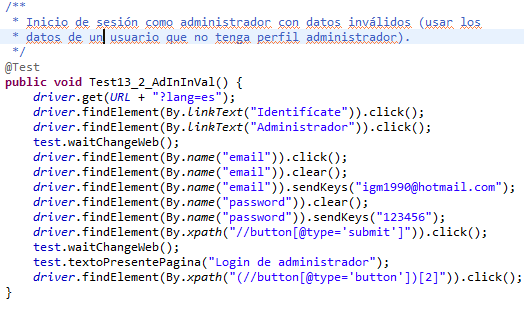 /**
 * Inicio de sesión como administrador con datos inválidos (usar los
 * datos de un usuario que no tenga perfil administrador).
 */
@Test
public void Test13_2_AdInInVal() {
    driver.get(URL + "?lang=es");
    driver.findElement(By.linkText("Identifícate")).click();
    driver.findElement(By.linkText("Administrador")).click();
    test.waitChangeWeb();
    driver.findElement(By.name("email")).click();
    driver.findElement(By.name("email")).clear();
    driver.findElement(By.name("email")).sendKeys("igm1990@hotmail.com");
    driver.findElement(By.name("password")).clear();
    driver.findElement(By.name("password")).sendKeys("123456");
    driver.findElement(By.xpath("//button[@type='submit']")).click();
    test.waitChangeWeb();
    test.textoPresentePagina("Login de administrador");
    driver.findElement(By.xpath("(//button[@type='button'])[2]")).click();
}